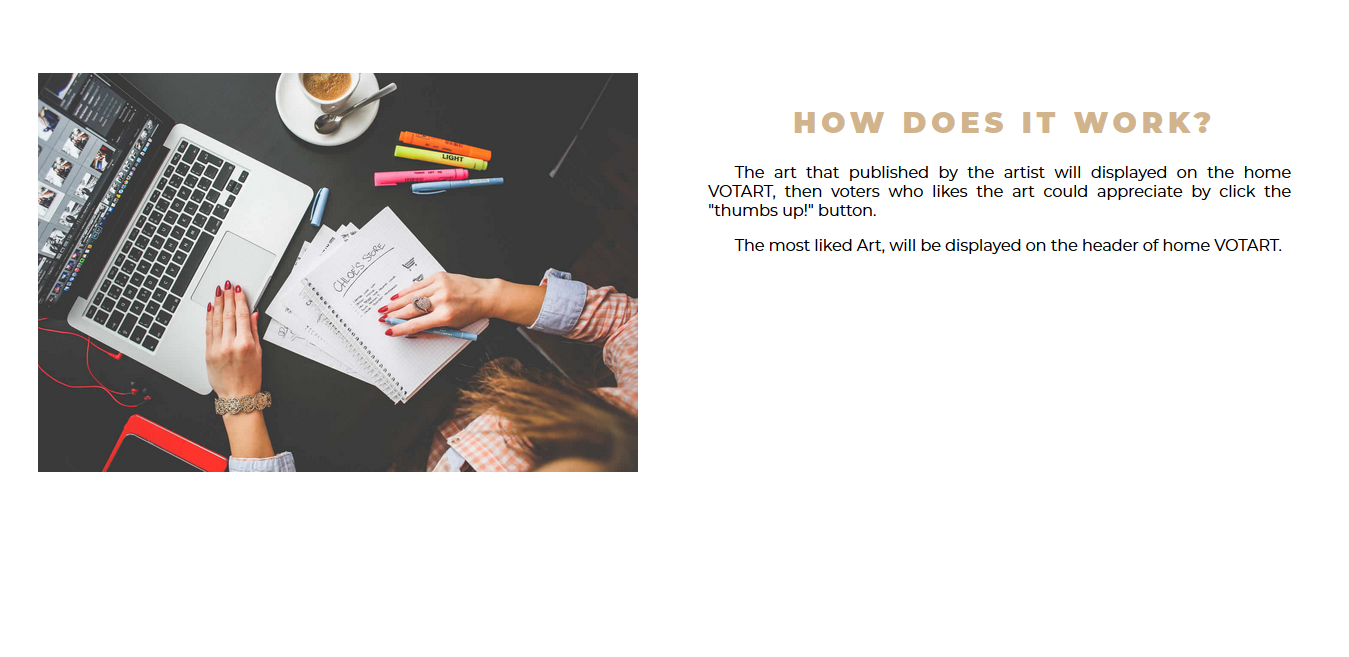 HOW DOES IT WORK?
The art that published by the artist will displayed on the home
VOTART, then voters who likes the art could appreciate by click the
"thumbs up!" button.
The most liked Art, will be displayed on the header of home VOTART.
LIGHT
CHLOE'S STORE